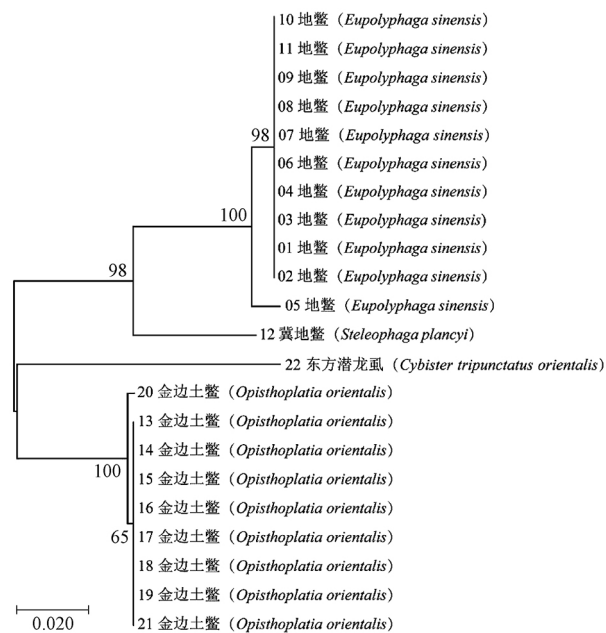 10 地鳖（Eupolyphaga sinensis）
11 地鳖（Eupolyphaga sinensis）
09 地鳖（Eupolyphaga sinensis）
08 地鳖（Eupolyphaga sinensis）
98
07 地鳖（Eupolyphaga sinensis）
06 地鳖（Eupolyphaga sinensis）
04 地鳖（Eupolyphaga sinensis）
100
03 地鳖（Eupolyphaga sinensis）
01 地鳖（Eupolyphaga sinensis）
98
02 地鳖（Eupolyphaga sinensis）
05 地鳖（Eupolyphaga sinensis）
12 冀地鳖（Steleophaga plancyi）
22 东方潜龙虱（Cybister tripunctatus orientalis）
20 金边土鳖（Opisthoplatia orientalis）
13 金边土鳖（Opisthoplatia orientalis）
14 金边土鳖（Opisthoplatia orientalis）
100
15 金边土鳖（Opisthoplatia orientalis）
16 金边土鳖（Opisthoplatia orientalis）
65
17 金边土鳖（Opisthoplatia orientalis）
18 金边土鳖（Opisthoplatia orientalis）
19 金边土鳖（Opisthoplatia orientalis）
21 金边土鳖（Opisthoplatia orientalis）
0.020